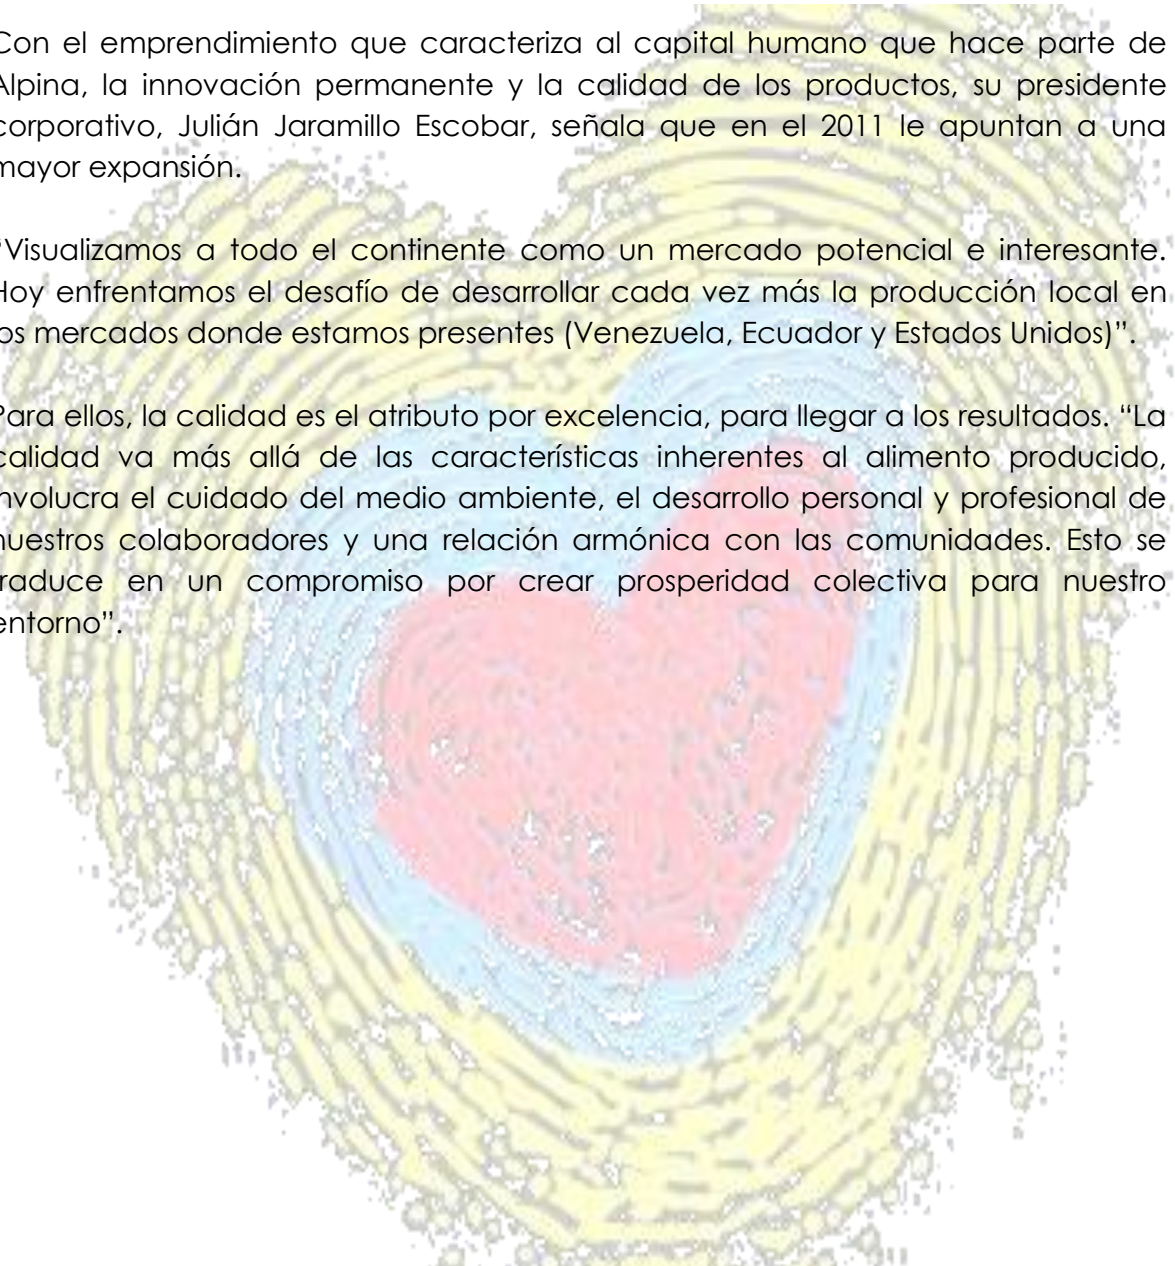 Con el emprendimiento que caracteriza al capital humano que hace parte de
Alpina, la innovación permanente y la calidad de los productos, su presidente
corporativo, Julián Jaramillo Escobar, señala que en el 2011 le apuntan a una
mayor expansión.
“Visualizamos a todo el continente como un mercado potencial e interesante.
Hoy enfrentamos el desafío de desarrollar cada vez más la producción local en
los mercados donde estamos presentes (Venezuela, Ecuador y Estados Unidos)”.
Para ellos, la calidad es el atributo por excelencia, para llegar a los resultados. “La
calidad va más allá de las características inherentes al alimento producido,
involucra el cuidado del medio ambiente, el desarrollo personal y profesional de
nuestros colaboradores y una relación armónica con las comunidades. Esto se
traduce en un compromiso por crear prosperidad colectiva para nuestro
entorno”.